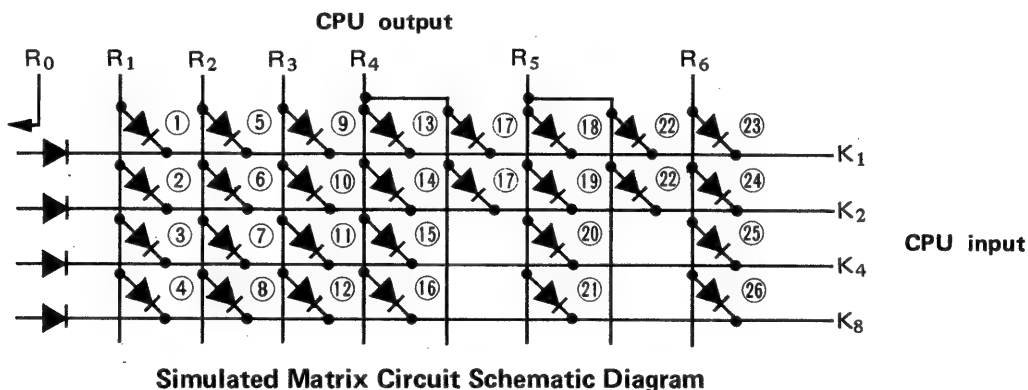 CPU output
R₀ R₁ R₂ R₃ R₄ R₅ R₆
① ⑤ ⑨ ⑬ ⑰ ⑱ ㉒ ㉓
K₁
② ⑥ ⑩ ⑭ ⑰ ⑲ ㉒ ㉔
K₂
③ ⑦ ⑪ ⑮ ⑳ ㉕
CPU input
K₄
④ ⑧ ⑫ ⑯ ㉑ ㉖
K₈
Simulated Matrix Circuit Schematic Diagram